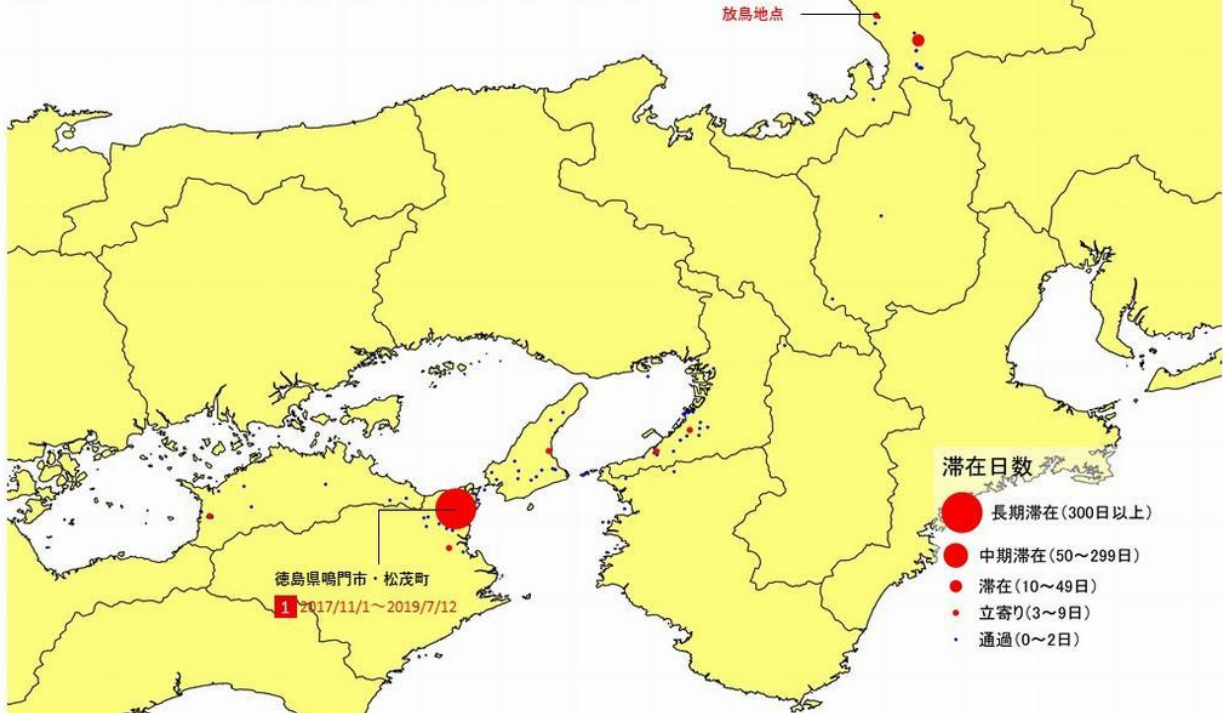 放鳥地点
滞在日数
長期滞在(300日以上)
中期滞在(50～299日)
滞在(10～49日)
立寄り(3～9日)
通過(0～2日)
徳島県鳴門市・松茂町
1 2017/11/1～2019/7/12